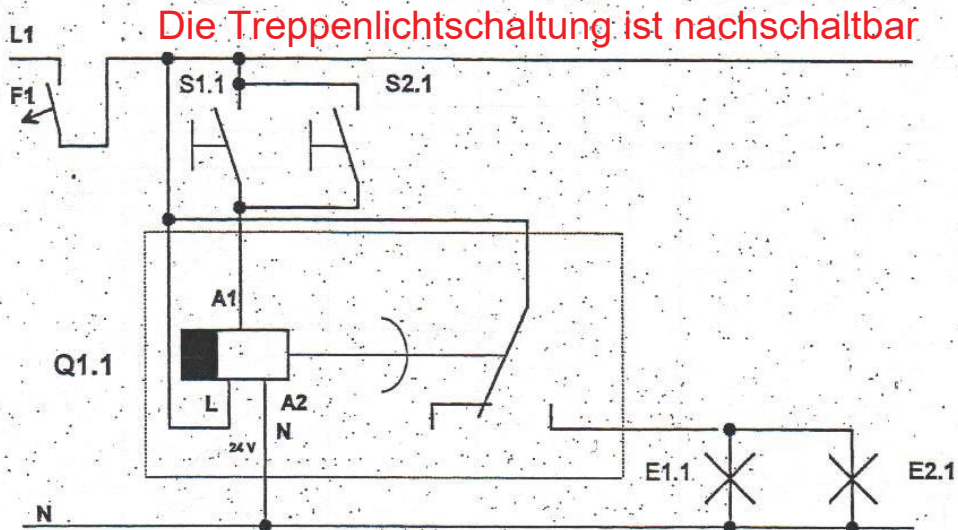 Die Treppenlichtschaltung ist nachschaltbar
L1
F1
S1.1
S2.1
A1
Q1.1
L
A2
N
24 V
E1.1
E2.1
N